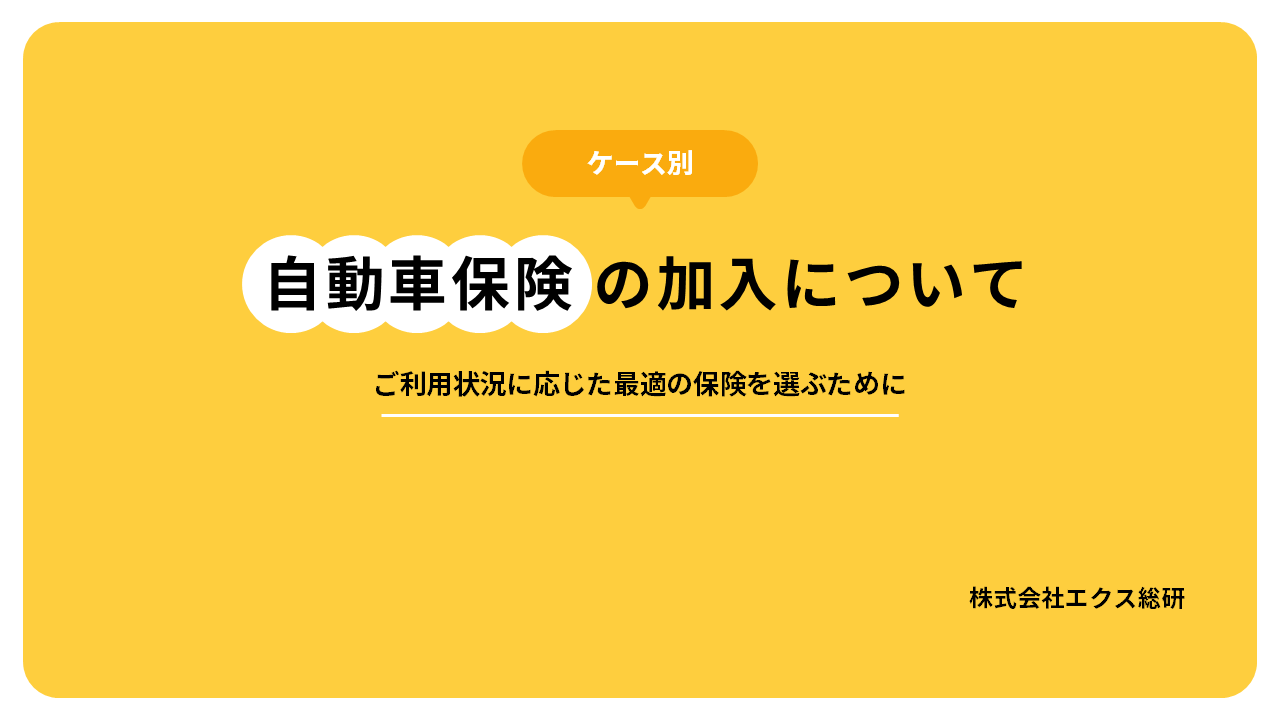 ケース別
自動車保険の加入について
ご利用状況に応じた最適の保険を選ぶために
株式会社エクス総研